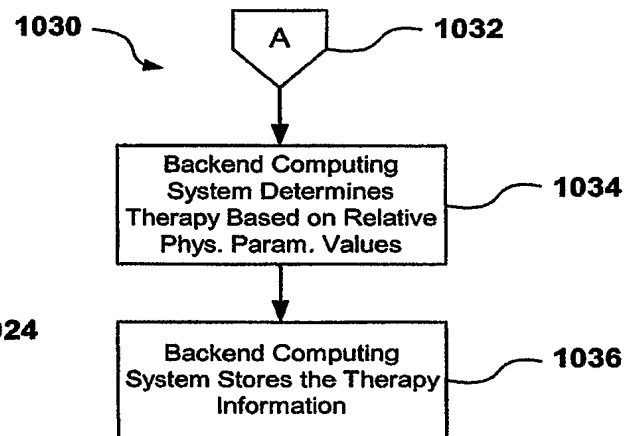 1030
A
1032
Backend Computing
System Determines
Therapy Based on Relative
Phys. Param. Values
1034
Backend Computing
System Stores the Therapy
Information
1036